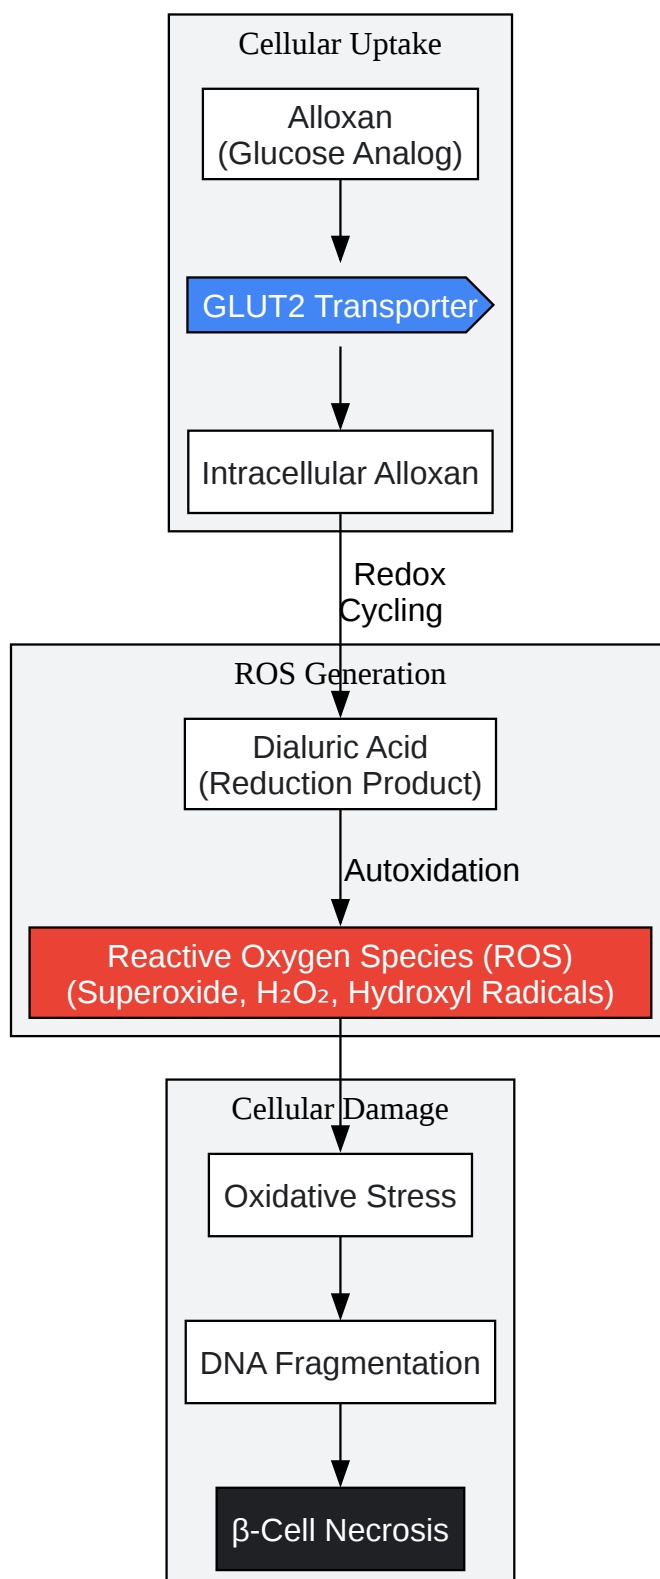 Cellular Uptake
Alloxan
(Glucose Analog)
GLUT2 Transporter
Intracellular Alloxan
Redox
Cycling
ROS Generation
Dialuric Acid
(Reduction Product)
Autoxidation
Reactive Oxygen Species (ROS)
(Superoxide, H₂O₂, Hydroxyl Radicals)
Cellular Damage
Oxidative Stress
DNA Fragmentation
β-Cell Necrosis